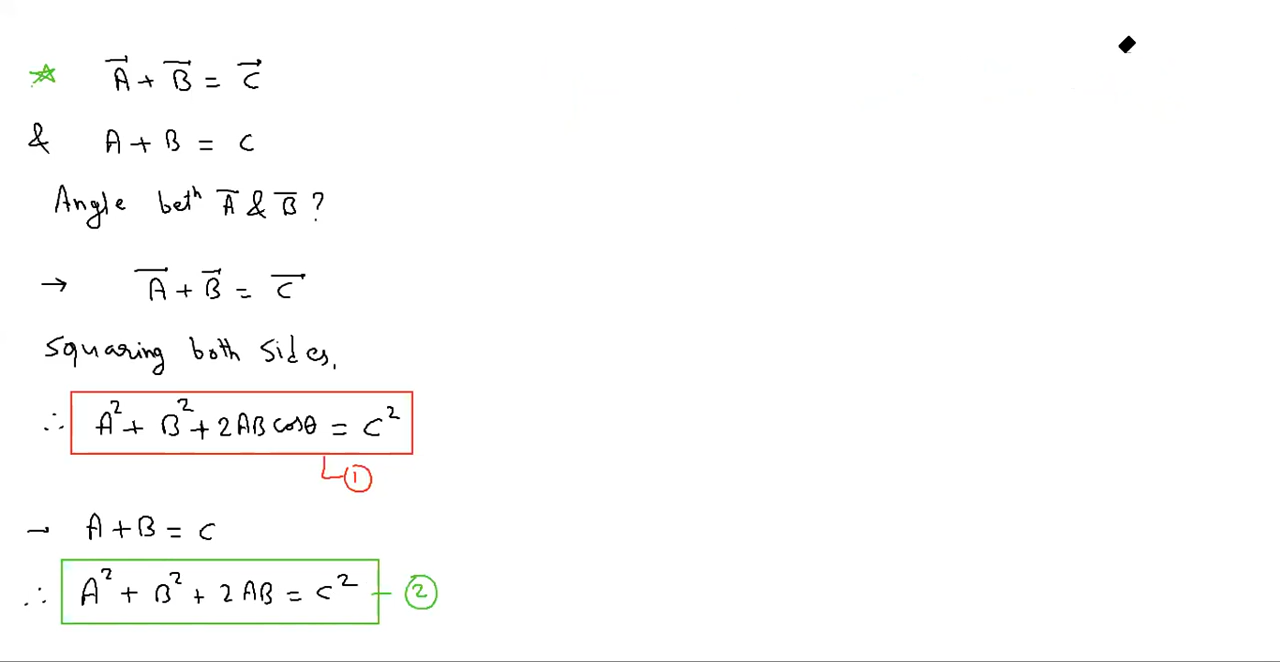 ☆ A⃗ + B⃗ = C⃗
& A + B = C
Angle betⁿ A̅ & B̅ ?
→ A̅ + B⃗ = C̅
Squaring both sides.
∴ A² + B² + 2AB cosθ = C²
①
→ A + B = C
∴ A² + B² + 2AB = C² – ②